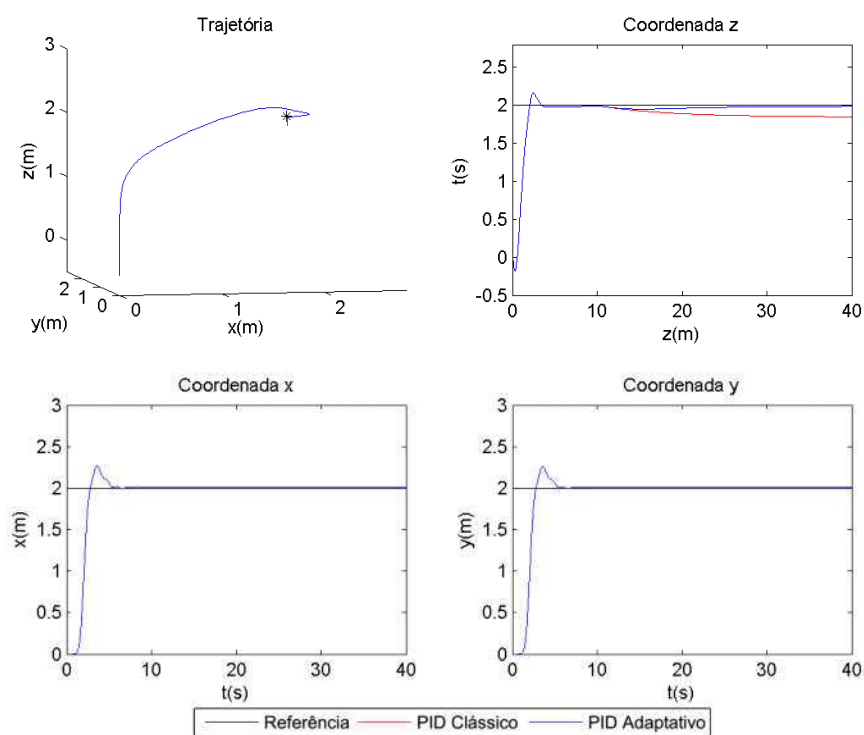 Trajetória
3
2
1
0
z(m)
2
1
0
y(m)
0
1
2
x(m)
Coordenada z
2.5
2
1.5
1
0.5
0
-0.5
t(s)
0
10
20
30
40
z(m)
Coordenada x
3
2.5
2
1.5
1
0.5
0
x(m)
0
10
20
30
40
t(s)
Coordenada y
3
2.5
2
1.5
1
0.5
0
y(m)
0
10
20
30
40
t(s)
Referência
PID Clássico
PID Adaptativo